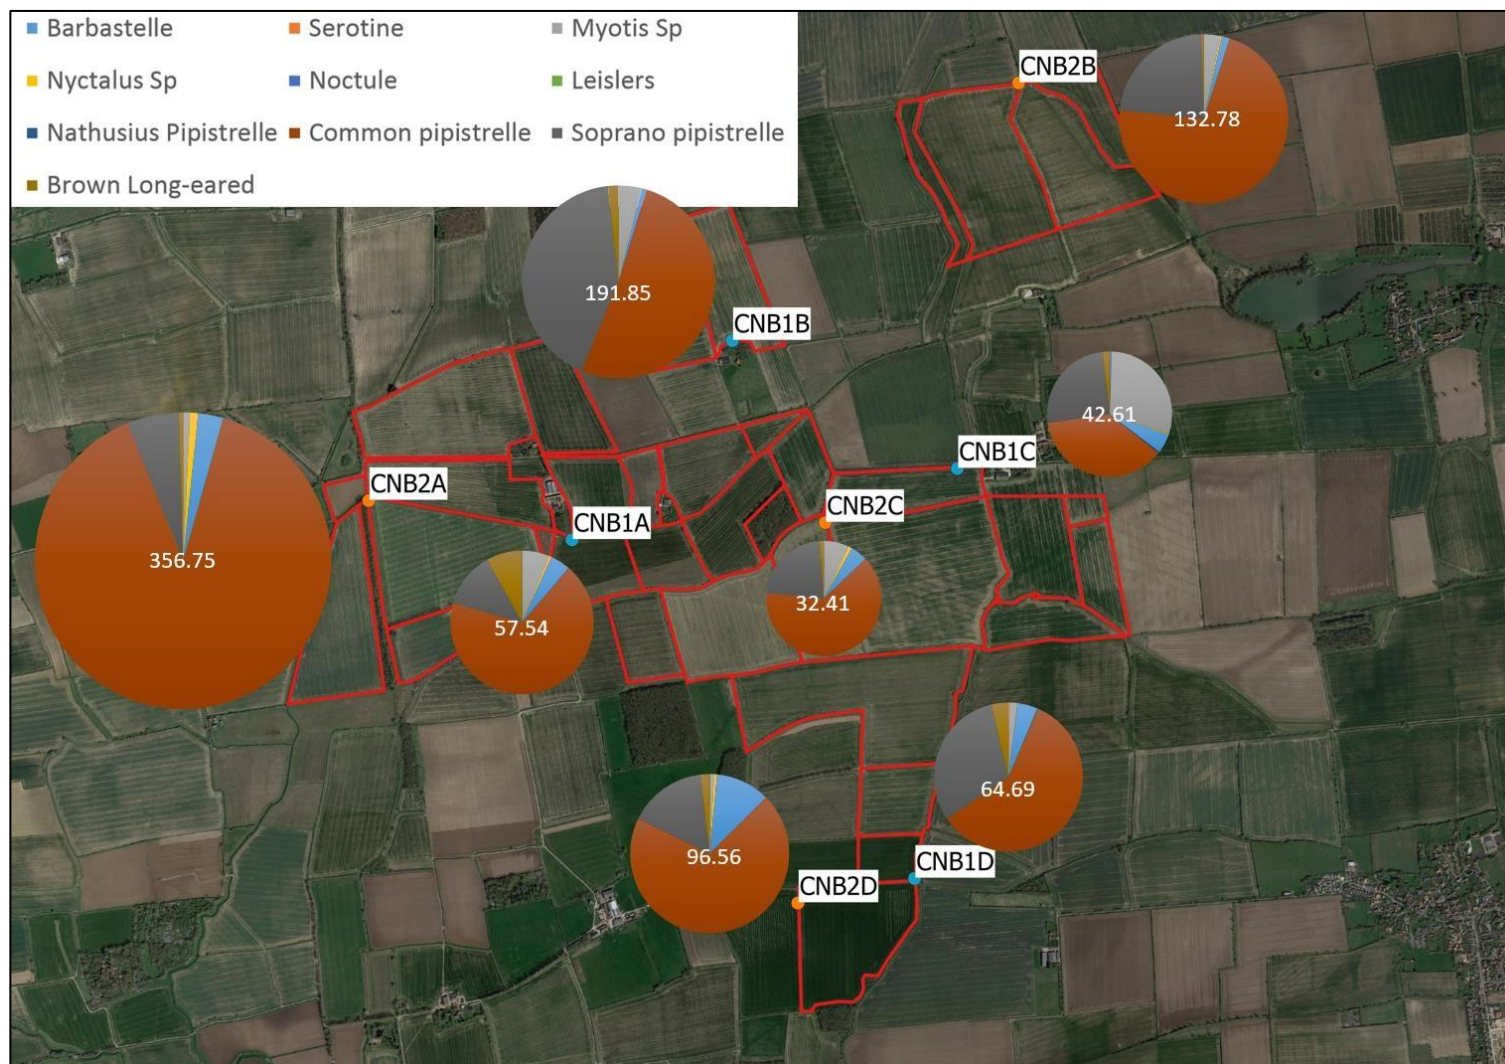 Barbastelle Serotine Myotis Sp
Nyctalus Sp Noctule Leislers
Nathusius Pipistrelle Common pipistrelle Soprano pipistrelle
Brown Long-eared
CNB2B
132.78
191.85
CNB1B
42.61
CNB1C
CNB2A
CNB2C
CNB1A
356.75
32.41
57.54
64.69
96.56
CNB1D
CNB2D